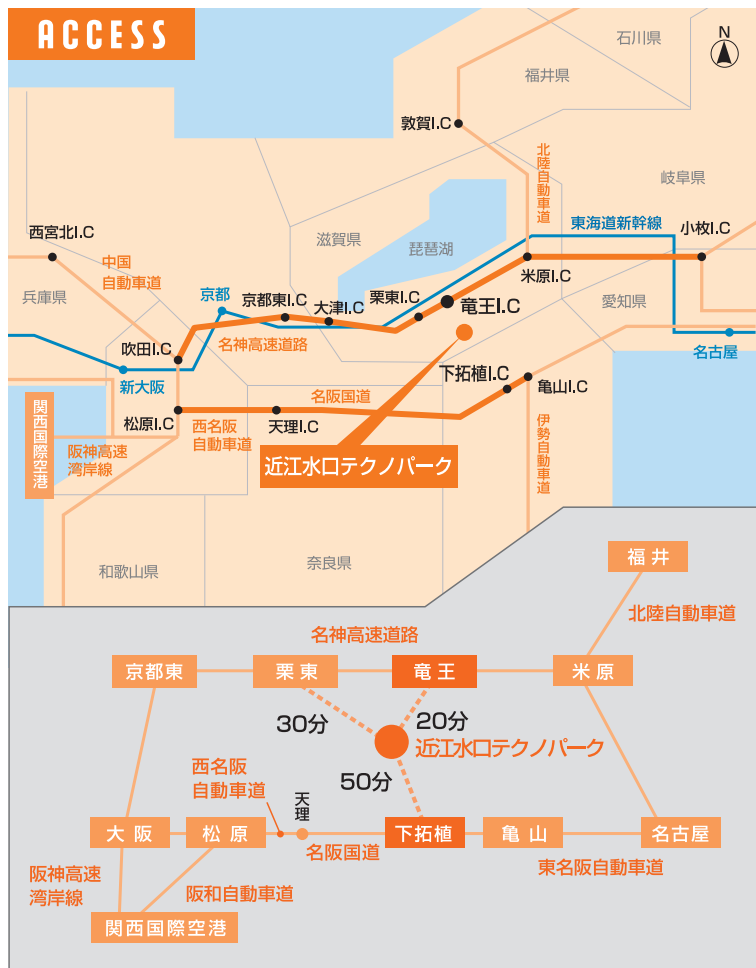 ACCESS
N
石川県
福井県
敦賀I.C
北陸自動車道
岐阜県
東海道新幹線
小枚I.C
西宮北I.C
中国
自動車道
滋賀県
琵琶湖
米原I.C
兵庫県
京都
京都東I.C
大津I.C
栗東I.C
竜王I.C
愛知県
吹田I.C
名神高速道路
名古屋
新大阪
下拓植I.C
亀山I.C
名阪国道
関西国際空港
松原I.C
西名阪
自動車道
天理I.C
伊勢自動車道
阪神高速
湾岸線
近江水口テクノパーク
和歌山県
奈良県
福井
北陸自動車道
名神高速道路
京都東
栗東
竜王
米原
30分
20分
近江水口テクノパーク
50分
西名阪
自動車道
天理
大阪
松原
下拓植
亀山
名古屋
名阪国道
東名阪自動車道
阪神高速
湾岸線
阪和自動車道
関西国際空港